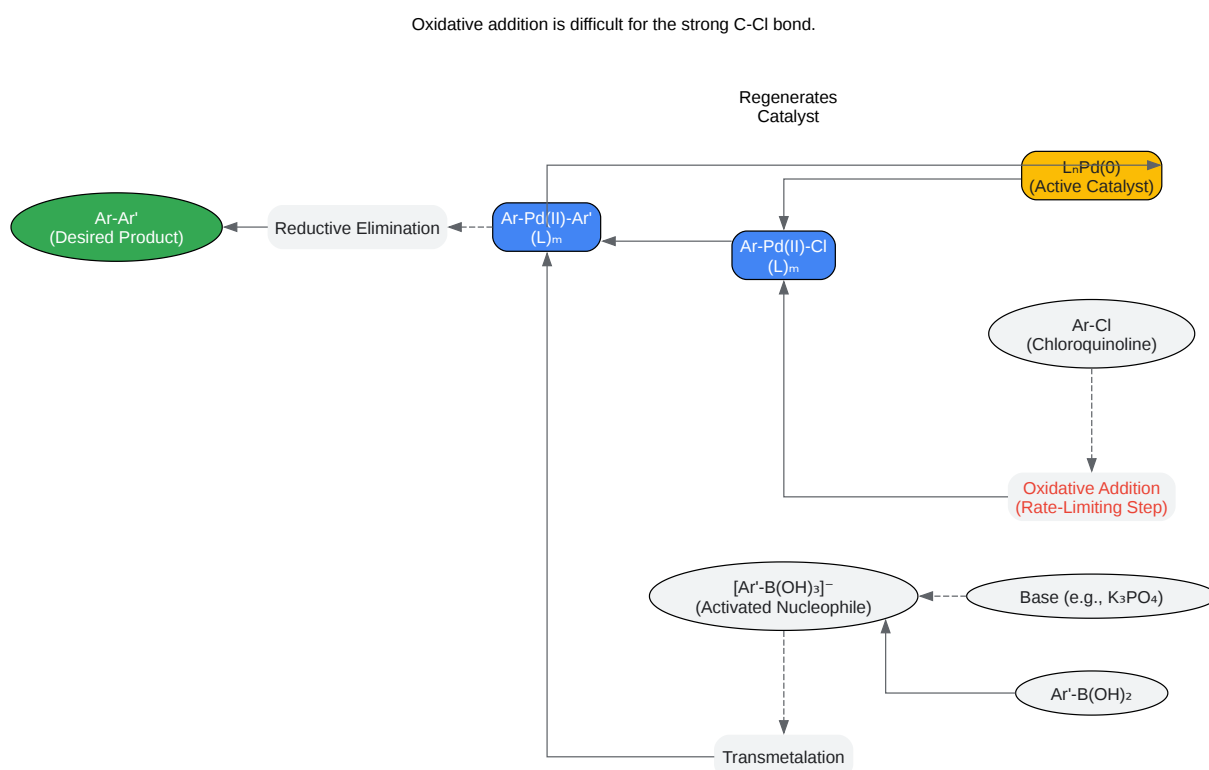 Oxidative addition is difficult for the strong C-Cl bond.
Regenerates
Catalyst
LₙPd(0)
(Active Catalyst)
Ar-Ar'
(Desired Product)
Reductive Elimination
Ar-Pd(II)-Ar'
(L)ₘ
Ar-Pd(II)-Cl
(L)ₘ
Ar-Cl
(Chloroquinoline)
Oxidative Addition
(Rate-Limiting Step)
[Ar'-B(OH)₃]⁻
(Activated Nucleophile)
Base (e.g., K₃PO₄)
Ar'-B(OH)₂
Transmetalation